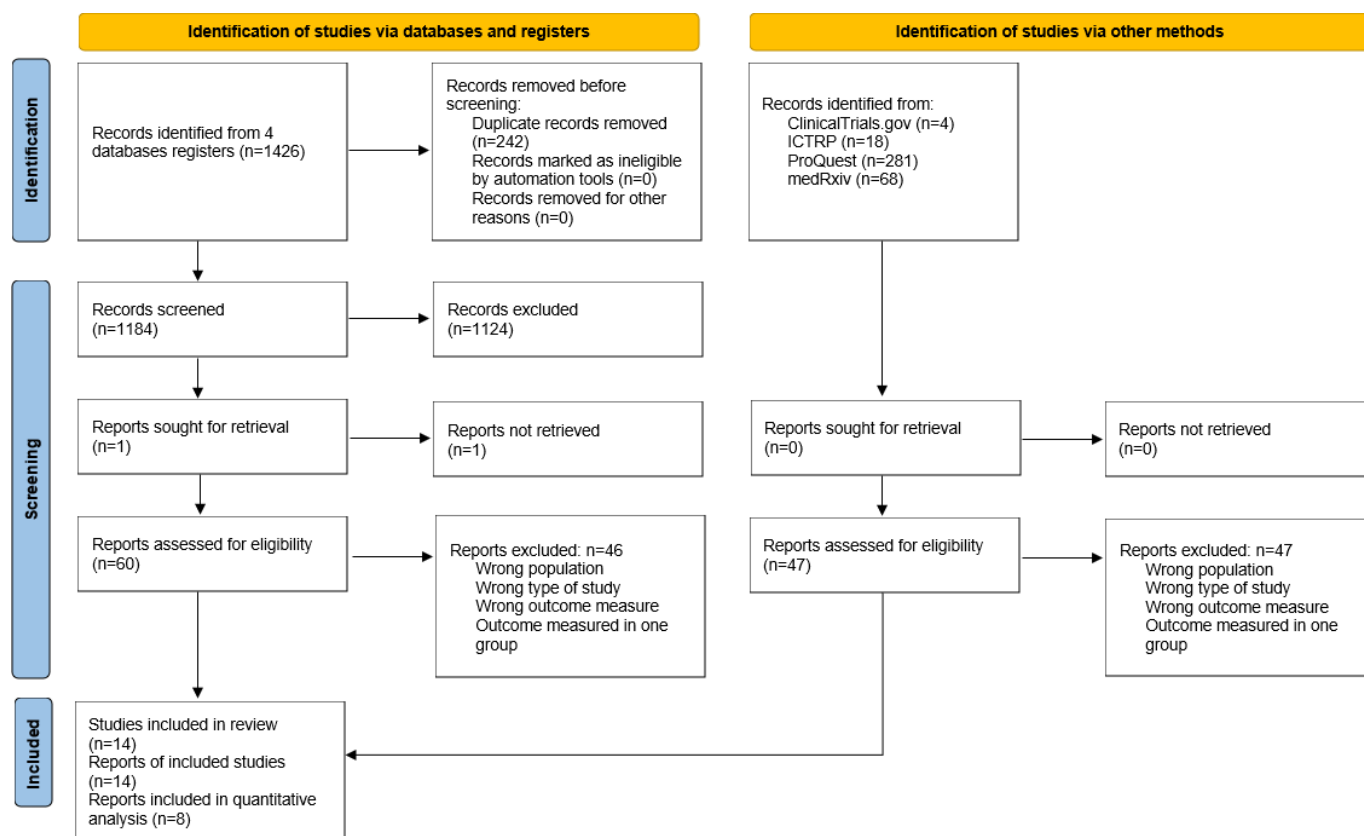 Identification of studies via databases and registers
Identification of studies via other methods
Identification
Records identified from 4
databases registers (n=1426)
Records removed before
screening:
Duplicate records removed
(n=242)
Records marked as ineligible
by automation tools (n=0)
Records removed for other
reasons (n=0)
Records identified from:
ClinicalTrials.gov (n=4)
ICTRP (n=18)
ProQuest (n=281)
medRxiv (n=68)
Screening
Records screened
(n=1184)
Records excluded
(n=1124)
Reports sought for retrieval
(n=1)
Reports not retrieved
(n=1)
Reports sought for retrieval
(n=0)
Reports not retrieved
(n=0)
Reports assessed for eligibility
(n=60)
Reports excluded: n=46
Wrong population
Wrong type of study
Wrong outcome measure
Outcome measured in one
group
Reports assessed for eligibility
(n=47)
Reports excluded: n=47
Wrong population
Wrong type of study
Wrong outcome measure
Outcome measured in one
group
Included
Studies included in review
(n=14)
Reports of included studies
(n=14)
Reports included in quantitative
analysis (n=8)